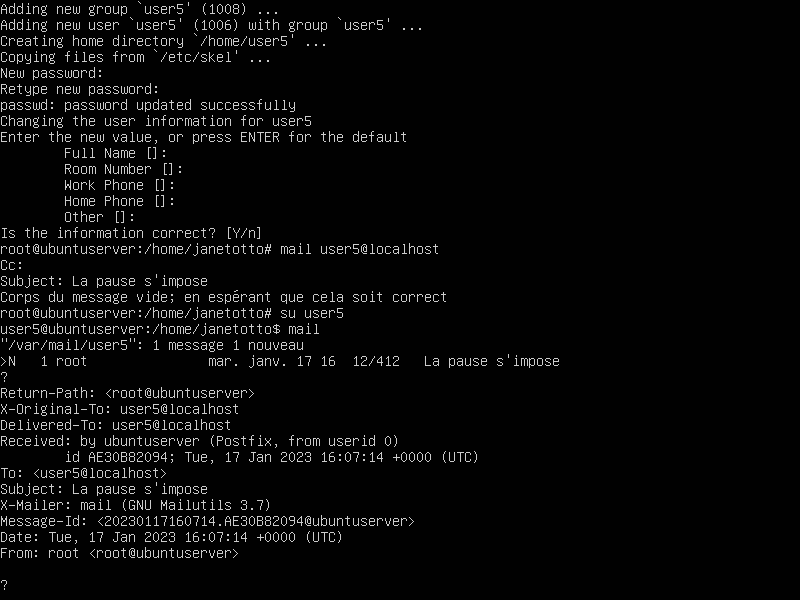 Adding new group `user5' (1008) ...
Adding new user `user5' (1006) with group `user5' ...
Creating home directory `/home/user5' ...
Copying files from `/etc/skel' ...
New password:
Retype new password:
passwd: password updated successfully
Changing the user information for user5
Enter the new value, or press ENTER for the default
        Full Name []:
        Room Number []:
        Work Phone []:
        Home Phone []:
        Other []:
Is the information correct? [Y/n]
root@ubuntuserver:/home/janetotto# mail user5@localhost
Cc:
Subject: La pause s'impose
Corps du message vide; en espérant que cela soit correct
root@ubuntuserver:/home/janetotto# su user5
user5@ubuntuserver:/home/janetotto$ mail
"/var/mail/user5": 1 message 1 nouveau
>N   1 root               mar. janv. 17 16  12/412   La pause s'impose
?
Return-Path: <root@ubuntuserver>
X-Original-To: user5@localhost
Delivered-To: user5@localhost
Received: by ubuntuserver (Postfix, from userid 0)
        id AE30B82094; Tue, 17 Jan 2023 16:07:14 +0000 (UTC)
To: <user5@localhost>
Subject: La pause s'impose
X-Mailer: mail (GNU Mailutils 3.7)
Message-Id: <20230117160714.AE30B82094@ubuntuserver>
Date: Tue, 17 Jan 2023 16:07:14 +0000 (UTC)
From: root <root@ubuntuserver>

?